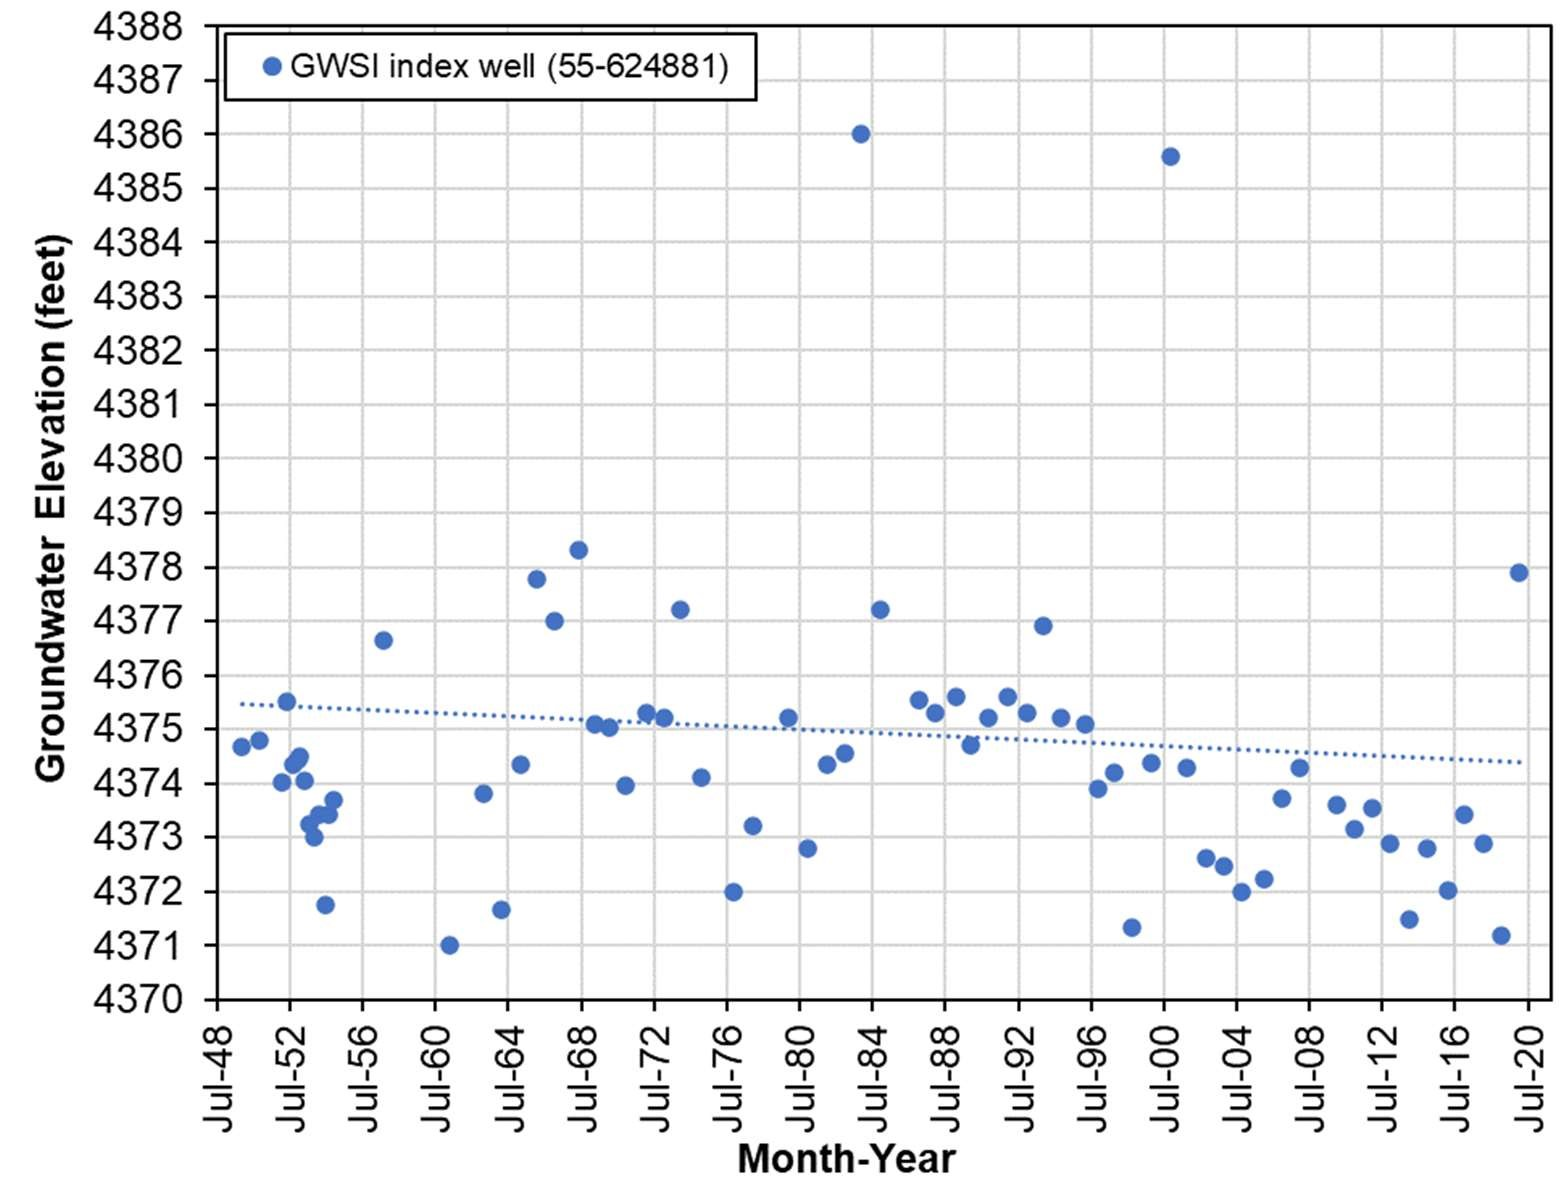 GWSI index well (55-624881)
Groundwater Elevation (feet)
4388
4387
4386
4385
4384
4383
4382
4381
4380
4379
4378
4377
4376
4375
4374
4373
4372
4371
4370
Jul-48
Jul-52
Jul-56
Jul-60
Jul-64
Jul-68
Jul-72
Jul-76
Jul-80
Jul-84
Jul-88
Jul-92
Jul-96
Jul-00
Jul-04
Jul-08
Jul-12
Jul-16
Jul-20
Month-Year